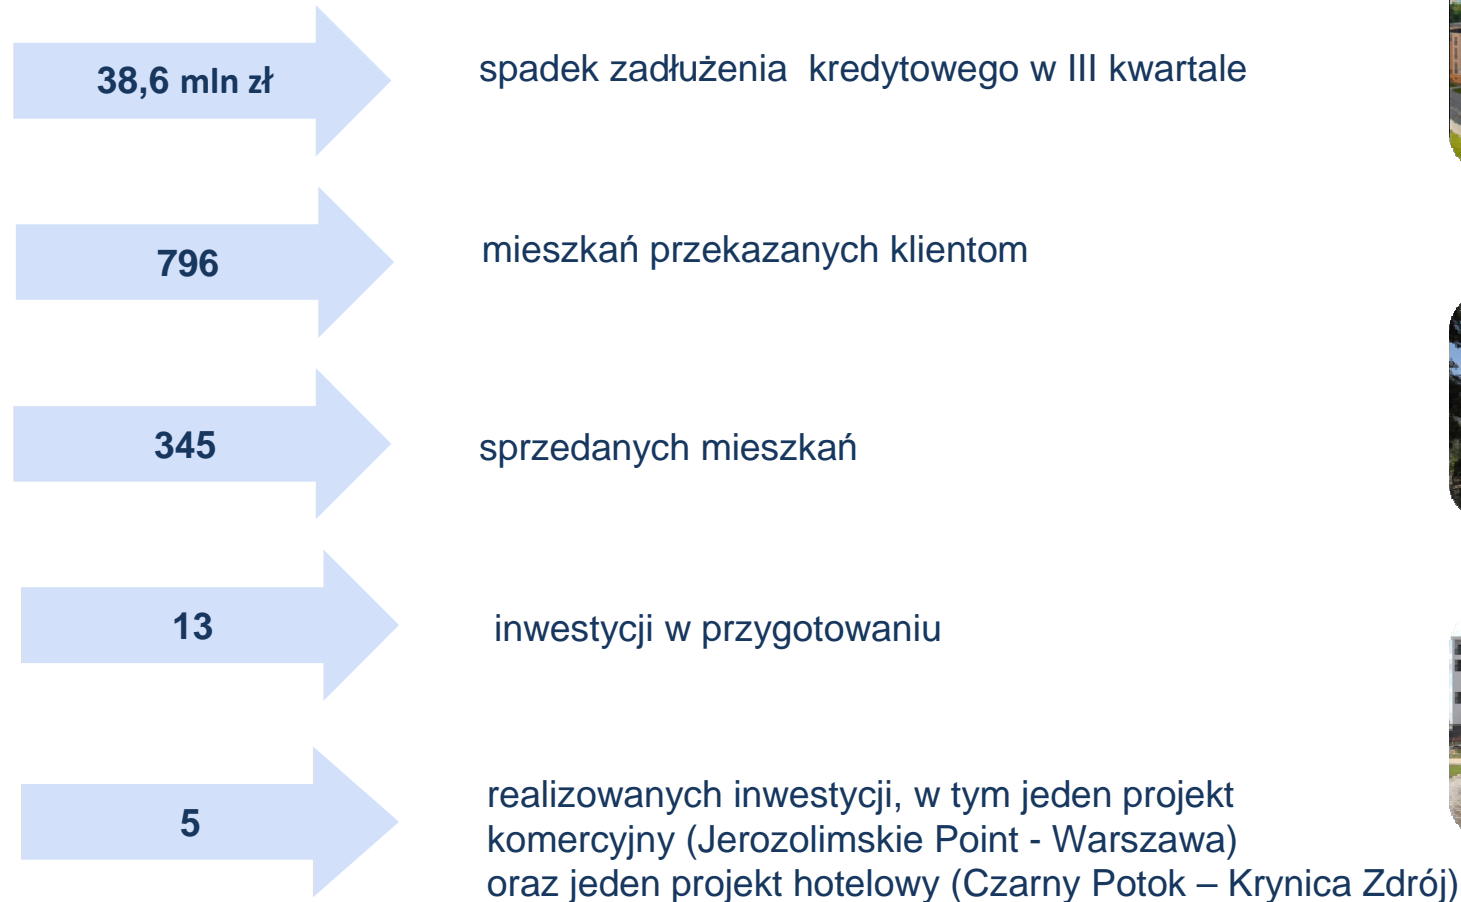 38,6 mln zł
spadek zadłużenia kredytowego w III kwartale
796
mieszkań przekazanych klientom
345
sprzedanych mieszkań
13
inwestycji w przygotowaniu
5
realizowanych inwestycji, w tym jeden projekt
komercyjny (Jerozolimskie Point - Warszawa)
oraz jeden projekt hotelowy (Czarny Potok – Krynica Zdrój)